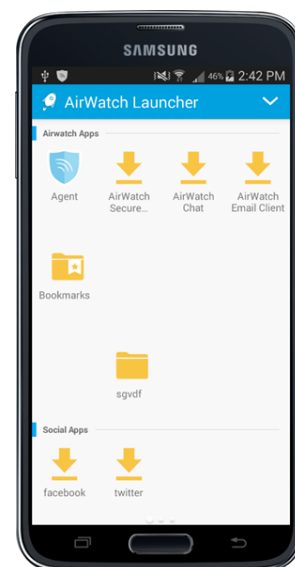 SAMSUNG
46% 2:42 PM
AirWatch Launcher
Airwatch Apps
Agent
AirWatch
Secure...
AirWatch
Chat
AirWatch
Email Client
Bookmarks
sgvdf
Social Apps
facebook
twitter